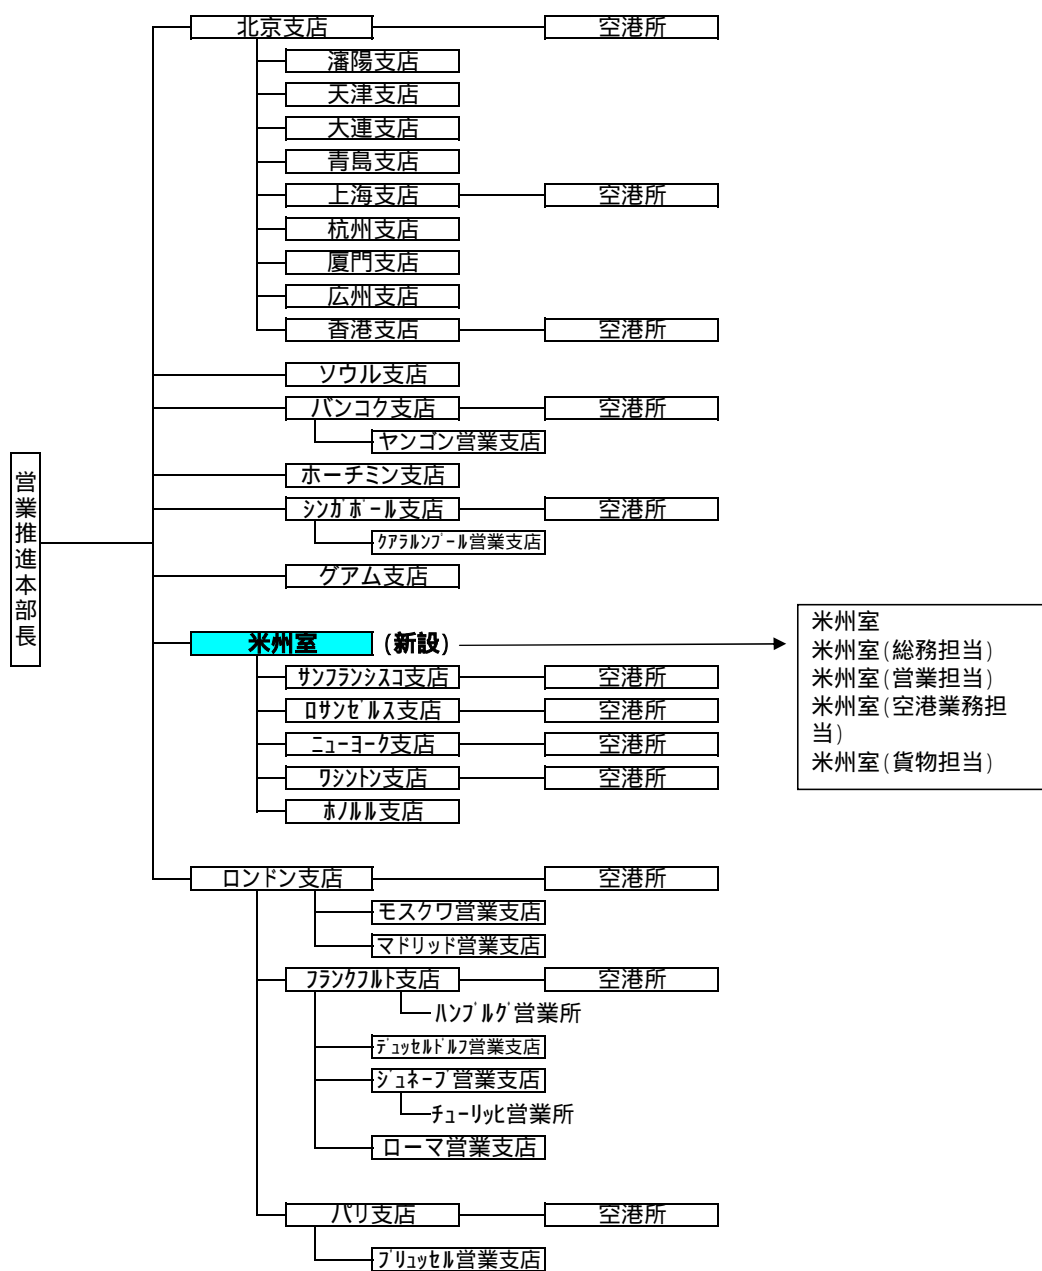 北京支店 空港所
瀋陽支店
天津支店
大連支店
青島支店
上海支店 空港所
杭州支店
厦門支店
広州支店
香港支店 空港所
ソウル支店
バンコク支店 空港所
ヤンゴン営業支店
営業推進本部長
ホーチミン支店
ｼﾝｶﾞﾎﾟｰﾙ支店 空港所
ｸｱﾗﾙﾝﾌﾟｰﾙ営業支店
グアム支店
米州室 (新設)
米州室
米州室(総務担当)
米州室(営業担当)
米州室(空港業務担
当)
米州室(貨物担当)
ｻﾝﾌﾗﾝｼｽｺ支店 空港所
ﾛｻﾝｾﾞﾙｽ支店 空港所
ﾆｭｰﾖｰｸ支店 空港所
ﾜｼﾝﾄﾝ支店 空港所
ﾎﾉﾙﾙ支店
ロンドン支店 空港所
モスクワ営業支店
マドリッド営業支店
ﾌﾗﾝｸﾌﾙﾄ支店 空港所
ﾊﾝﾌﾞﾙｸﾞ営業所
ﾃﾞｭｯｾﾙﾄﾞﾙﾌ営業支店
ｼﾞｭﾈｰﾌﾞ営業支店
ﾁｭｰﾘｯﾋ営業所
ローマ営業支店
パリ支店 空港所
ﾌﾞﾘｭｯｾﾙ営業支店